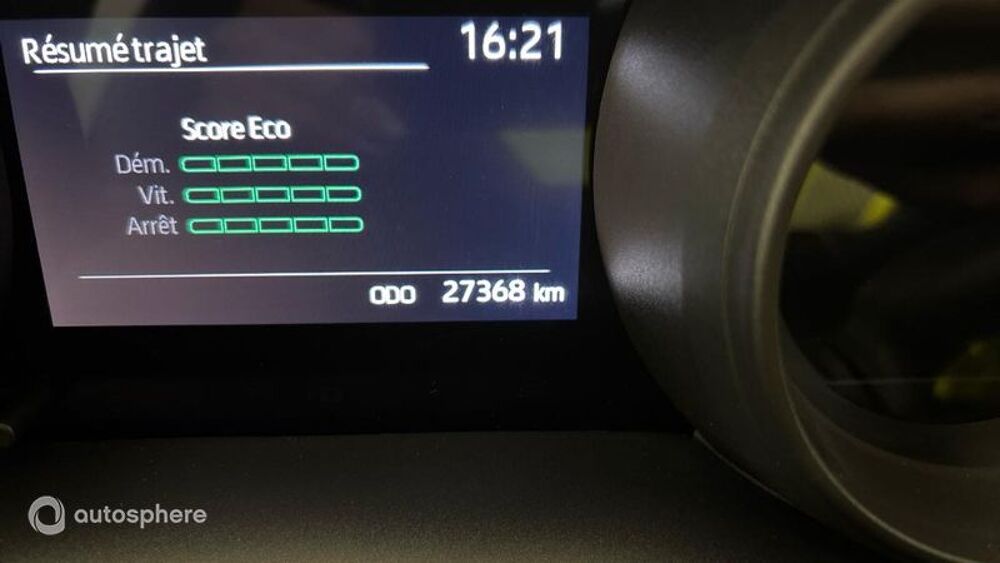 Résumé trajet 16:21
Score Eco
Dém.
Vit.
Arrêt
ODO 27368 km
autosphere